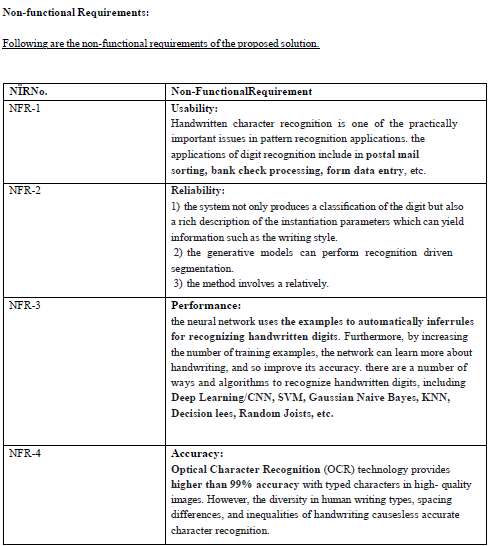 Non-functional Requirements:
Following are the non-functional requirements of the proposed solution.
NÏRNo.
Non-FunctionalRequirement
NFR-1
Usability:
Handwritten character recognition is one of the practically
important issues in pattern recognition applications. the
applications of digit recognition include in postal mail
sorting, bank check processing, form data entry, etc.
NFR-2
Reliability:
1) the system not only produces a classification of the digit but also
a rich description of the instantiation parameters which can yield
information such as the writing style.
2) the generative models can perform recognition driven
segmentation.
3) the method involves a relatively.
NFR-3
Performance:
the neural network uses the examples to automatically inferrules
for recognizing handwritten digits. Furthermore, by increasing
the number of training examples, the network can learn more about
handwriting, and so improve its accuracy. there are a number of
ways and algorithms to recognize handwritten digits, including
Deep Learning/CNN, SVM, Gaussian Naive Bayes, KNN,
Decision lees, Random Joists, etc.
NFR-4
Accuracy:
Optical Character Recognition (OCR) technology provides
higher than 99% accuracy with typed characters in high- quality
images. However, the diversity in human writing types, spacing
differences, and inequalities of handwriting causesless accurate
character recognition.